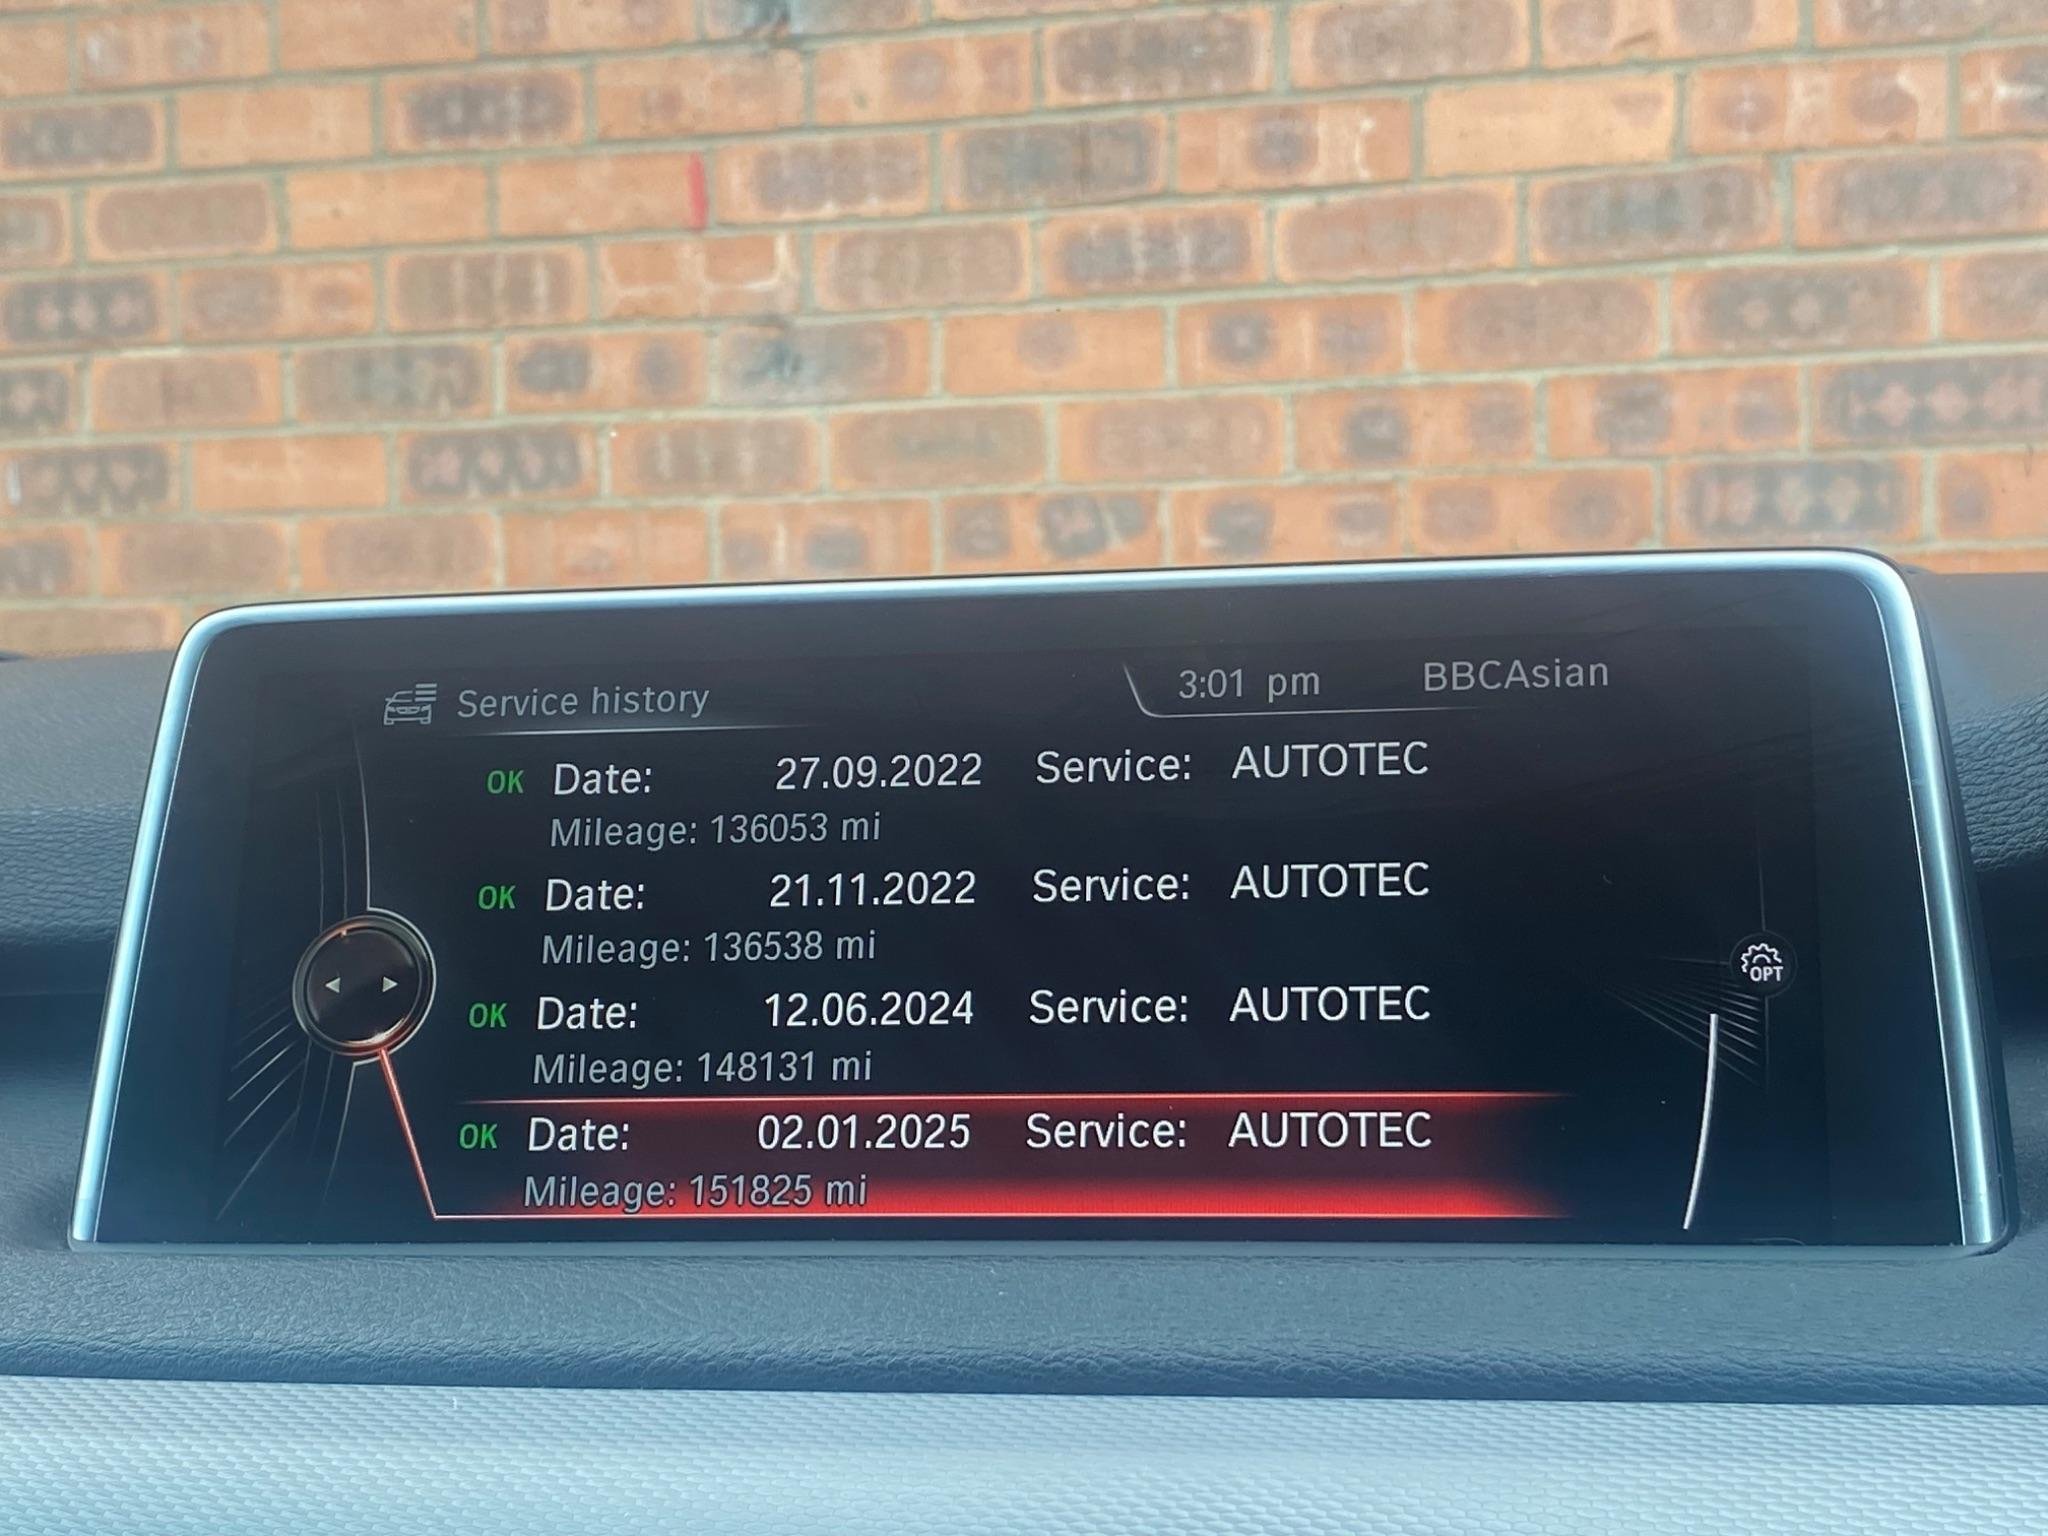 Service history 3:01 pm BBCAsian
OK Date: 27.09.2022 Service: AUTOTEC
Mileage: 136053 mi
OK Date: 21.11.2022 Service: AUTOTEC
Mileage: 136538 mi
OPT
OK Date: 12.06.2024 Service: AUTOTEC
Mileage: 148131 mi
OK Date: 02.01.2025 Service: AUTOTEC
Mileage: 151825 mi